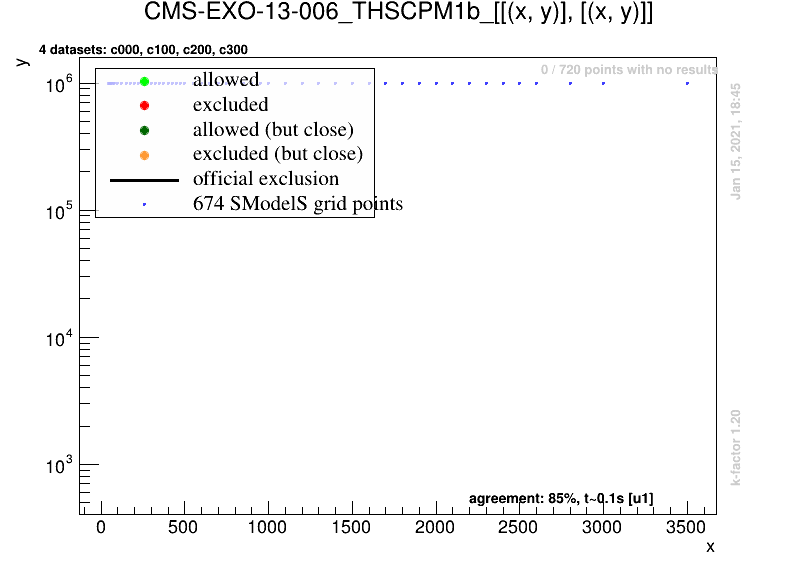 CMS-EXO-13-006_THSCPM1b_[[(x, y)], [(x, y)]]
4 datasets: c000, c100, c200, c300
y
0 / 720 points with no results
allowed
excluded
allowed (but close)
excluded (but close)
official exclusion
674 SModelS grid points
10^6
10^5
10^4
10^3
Jan 15, 2021, 18:45
k-factor 1.20
agreement: 85%, t~0.1s [u1]
0 500 1000 1500 2000 2500 3000 3500
x